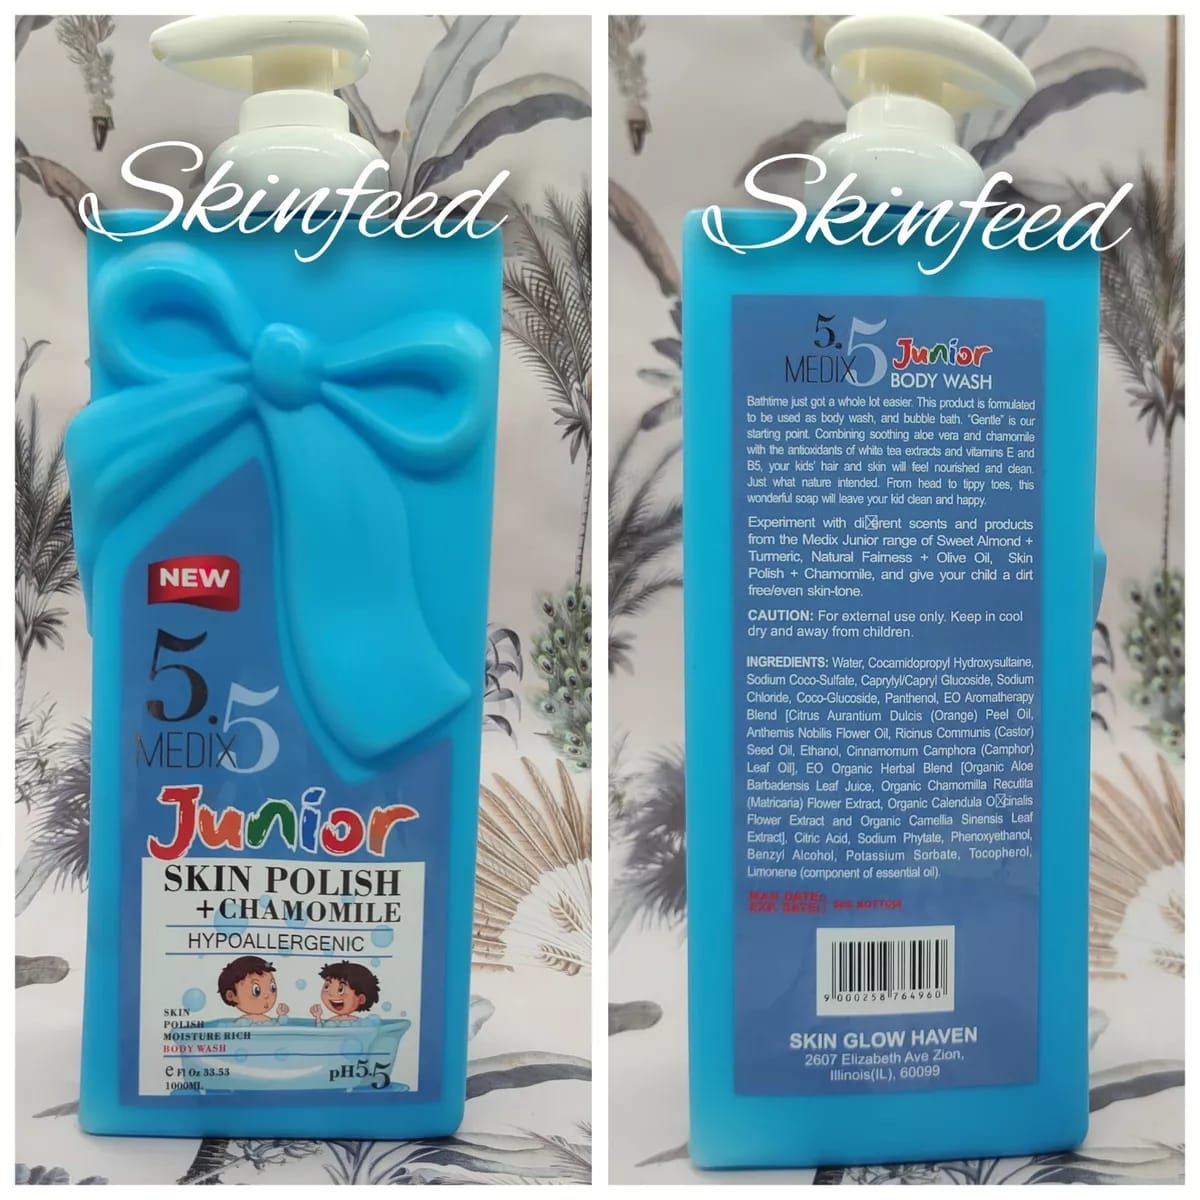 Skinfeed
NEW
5.5
MEDIX
Junior
SKIN POLISH
+CHAMOMILE
HYPOALLERGENIC
SKIN
POLISH
MOISTURE RICH
BODY WASH
e Fl Oz 33.53
1000ML
pH5.5
Skinfeed
5.5
MEDIX
Junior
BODY WASH
Bathtime just got a whole lot easier. This product is formulated
to be used as body wash, and bubble bath. “Gentle” is our
starting point. Combining soothing aloe vera and chamomile
with the antioxidants of white tea extracts and vitamins E and
B5, your kids’ hair and skin will feel nourished and clean.
Just what nature intended. From head to tippy toes, this
wonderful soap will leave your kid clean and happy.
Experiment with di☒erent scents and products
from the Medix Junior range of Sweet Almond +
Turmeric, Natural Fairness + Olive Oil, Skin
Polish + Chamomile, and give your child a dirt
free/even skin-tone.
CAUTION: For external use only. Keep in cool
dry and away from children.
INGREDIENTS: Water, Cocamidopropyl Hydroxysultaine,
Sodium Coco-Sulfate, Caprylyl/Capryl Glucoside, Sodium
Chloride, Coco-Glucoside, Panthenol, EO Aromatherapy
Blend [Citrus Aurantium Dulcis (Orange) Peel Oil,
Anthemis Nobilis Flower Oil, Ricinus Communis (Castor)
Seed Oil, Ethanol, Cinnamomum Camphora (Camphor)
Leaf Oil], EO Organic Herbal Blend [Organic Aloe
Barbadensis Leaf Juice, Organic Chamomilla Recutita
(Matricaria) Flower Extract, Organic Calendula O☒cinalis
Flower Extract and Organic Camellia Sinensis Leaf
Extract], Citric Acid, Sodium Phytate, Phenoxyethanol,
Benzyl Alcohol, Potassium Sorbate, Tocopherol,
Limonene (component of essential oil).
MAN DATE:
EXP. DATE: SEE BOTTOM
9 000258 764960
SKIN GLOW HAVEN
2607 Elizabeth Ave Zion,
Illinois(IL), 60099